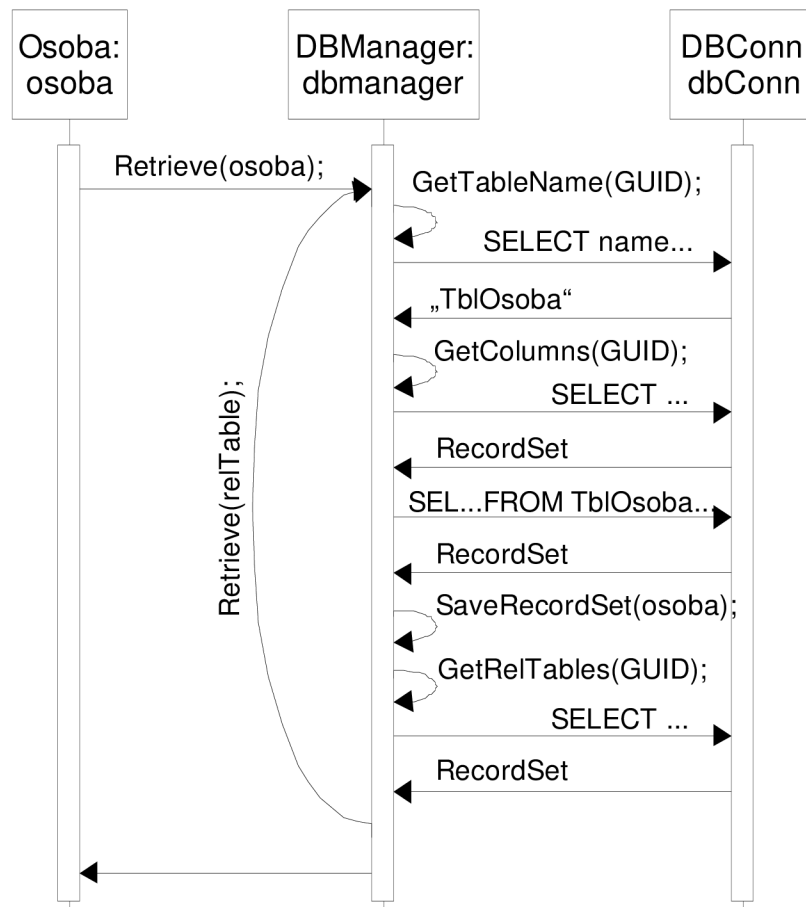 Osoba:
osoba
DBManager:
dbmanager
DBConn
dbConn
Retrieve(osoba);
GetTableName(GUID);
SELECT name...
„TblOsoba“
GetColumns(GUID);
SELECT ...
RecordSet
SEL...FROM TblOsoba...
RecordSet
SaveRecordSet(osoba);
GetRelTables(GUID);
SELECT ...
RecordSet
Retrieve(relTable);